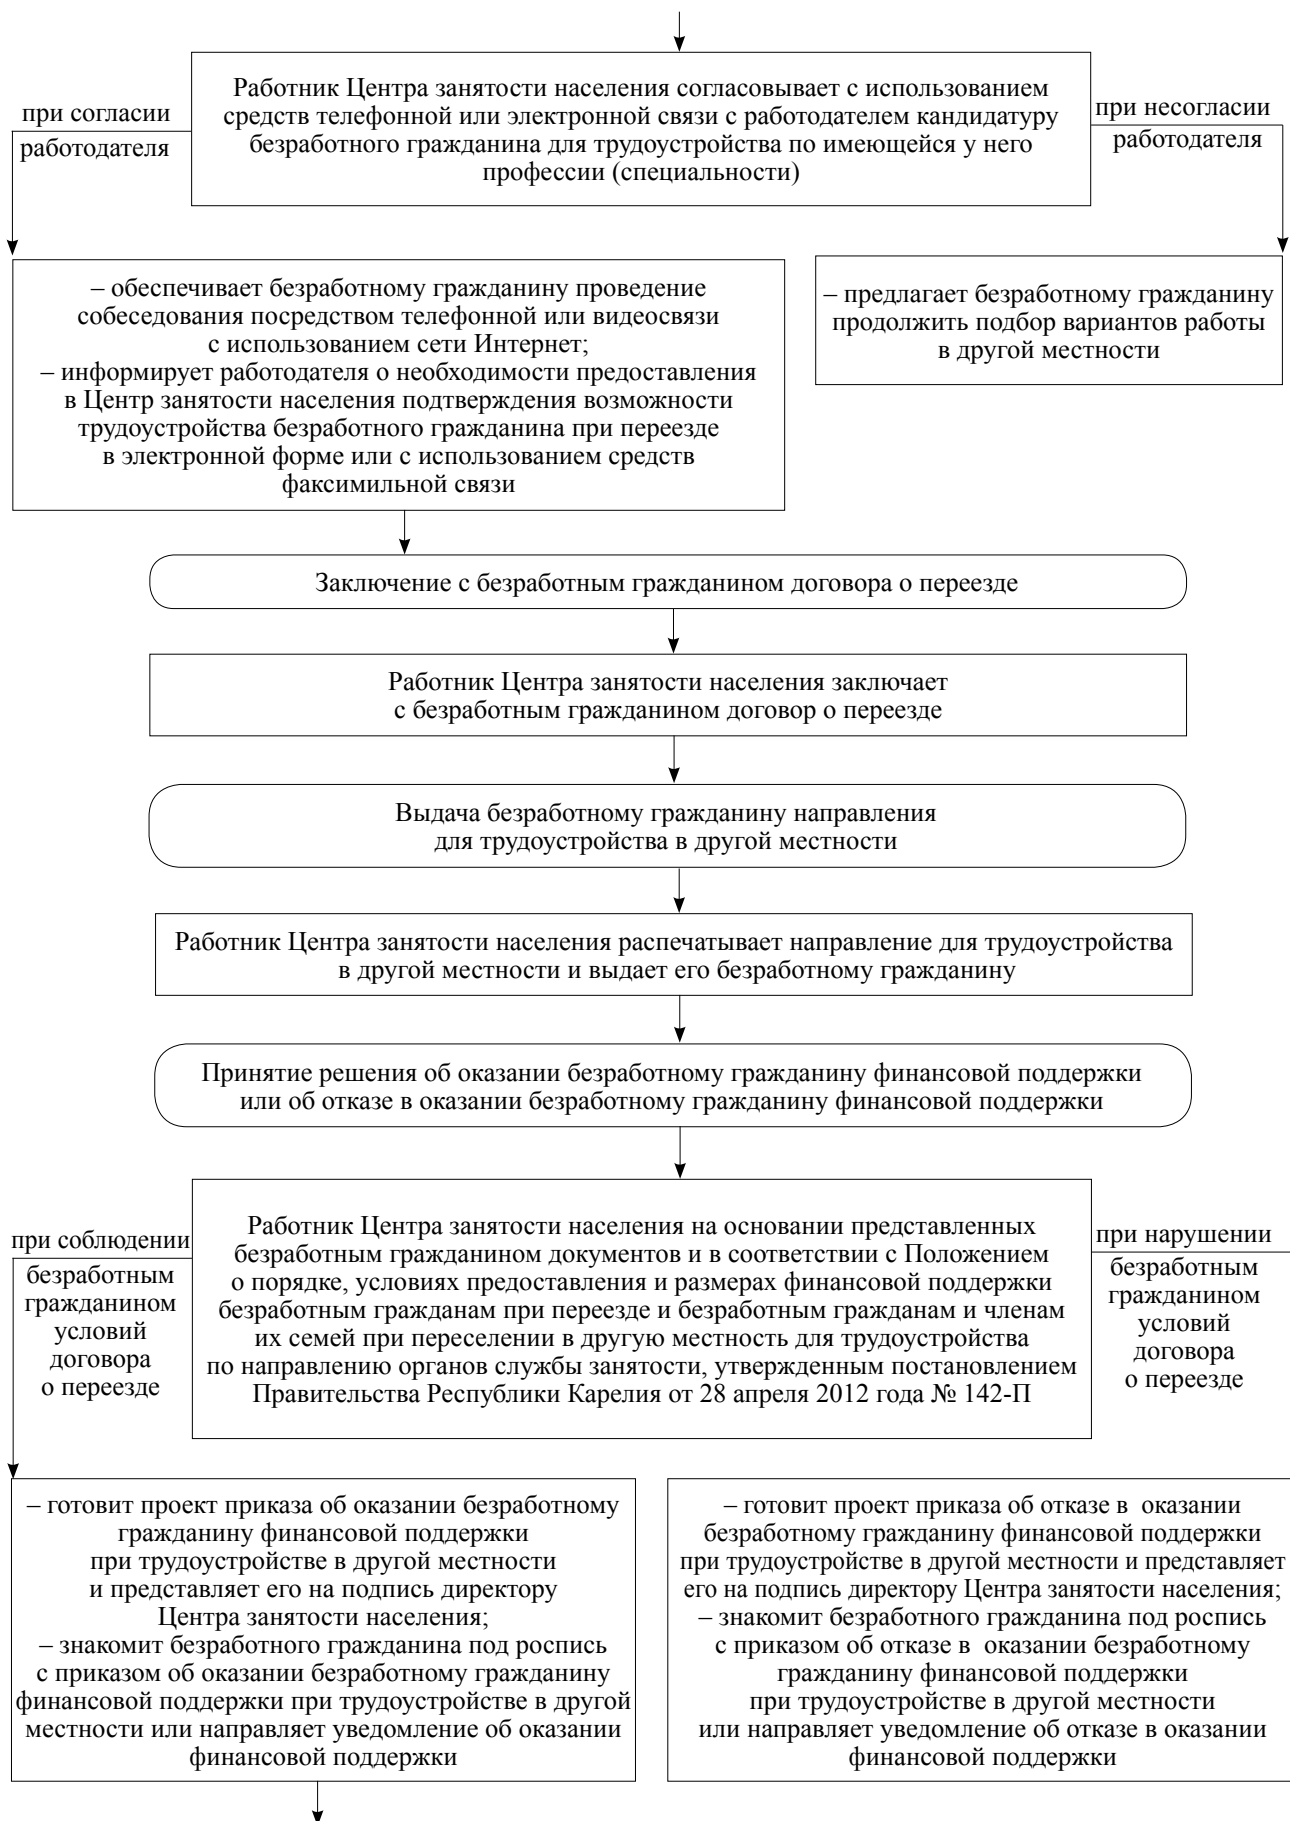 Работник Центра занятости населения согласовывает с использованием
средств телефонной или электронной связи с работодателем кандидатуру
безработного гражданина для трудоустройства по имеющейся у него
профессии (специальности)
при согласии
работодателя
при несогласии
работодателя
– обеспечивает безработному гражданину проведение
собеседования посредством телефонной или видеосвязи
с использованием сети Интернет;
– информирует работодателя о необходимости предоставления
в Центр занятости населения подтверждения возможности
трудоустройства безработного гражданина при переезде
в электронной форме или с использованием средств
факсимильной связи
– предлагает безработному гражданину
продолжить подбор вариантов работы
в другой местности
Заключение с безработным гражданином договора о переезде
Работник Центра занятости населения заключает
с безработным гражданином договор о переезде
Выдача безработному гражданину направления
для трудоустройства в другой местности
Работник Центра занятости населения распечатывает направление для трудоустройства
в другой местности и выдает его безработному гражданину
Принятие решения об оказании безработному гражданину финансовой поддержки
или об отказе в оказании безработному гражданину финансовой поддержки
Работник Центра занятости населения на основании представленных
безработным гражданином документов и в соответствии с Положением
о порядке, условиях предоставления и размерах финансовой поддержки
безработным гражданам при переезде и безработным гражданам и членам
их семей при переселении в другую местность для трудоустройства
по направлению органов службы занятости, утвержденным постановлением
Правительства Республики Карелия от 28 апреля 2012 года № 142-П
при соблюдении
безработным
гражданином
условий
договора
о переезде
при нарушении
безработным
гражданином
условий
договора
о переезде
– готовит проект приказа об оказании безработному
гражданину финансовой поддержки
при трудоустройстве в другой местности
и представляет его на подпись директору
Центра занятости населения;
– знакомит безработного гражданина под роспись
с приказом об оказании безработному гражданину
финансовой поддержки при трудоустройстве в другой
местности или направляет уведомление об оказании
финансовой поддержки
– готовит проект приказа об отказе в  оказании
безработному гражданину финансовой поддержки
при трудоустройстве в другой местности и представляет
его на подпись директору Центра занятости населения;
– знакомит безработного гражданина под роспись
с приказом об отказе в  оказании безработному
гражданину финансовой поддержки
при трудоустройстве в другой местности
или направляет уведомление об отказе в оказании
финансовой поддержки